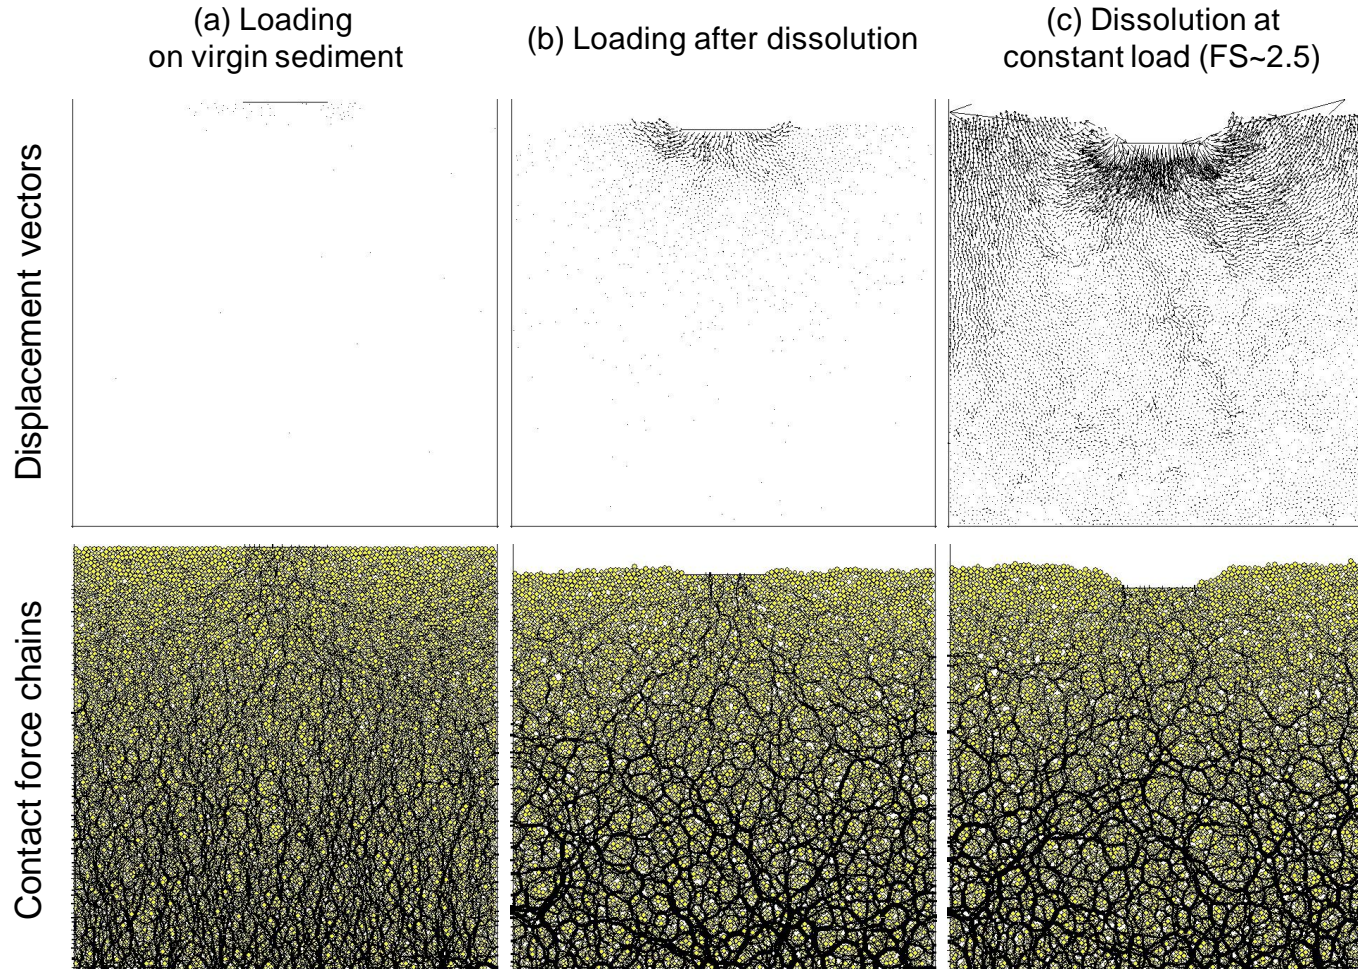 (a) Loading
on virgin sediment
(b) Loading after dissolution
(c) Dissolution at
constant load (FS~2.5)
Displacement vectors
Contact force chains